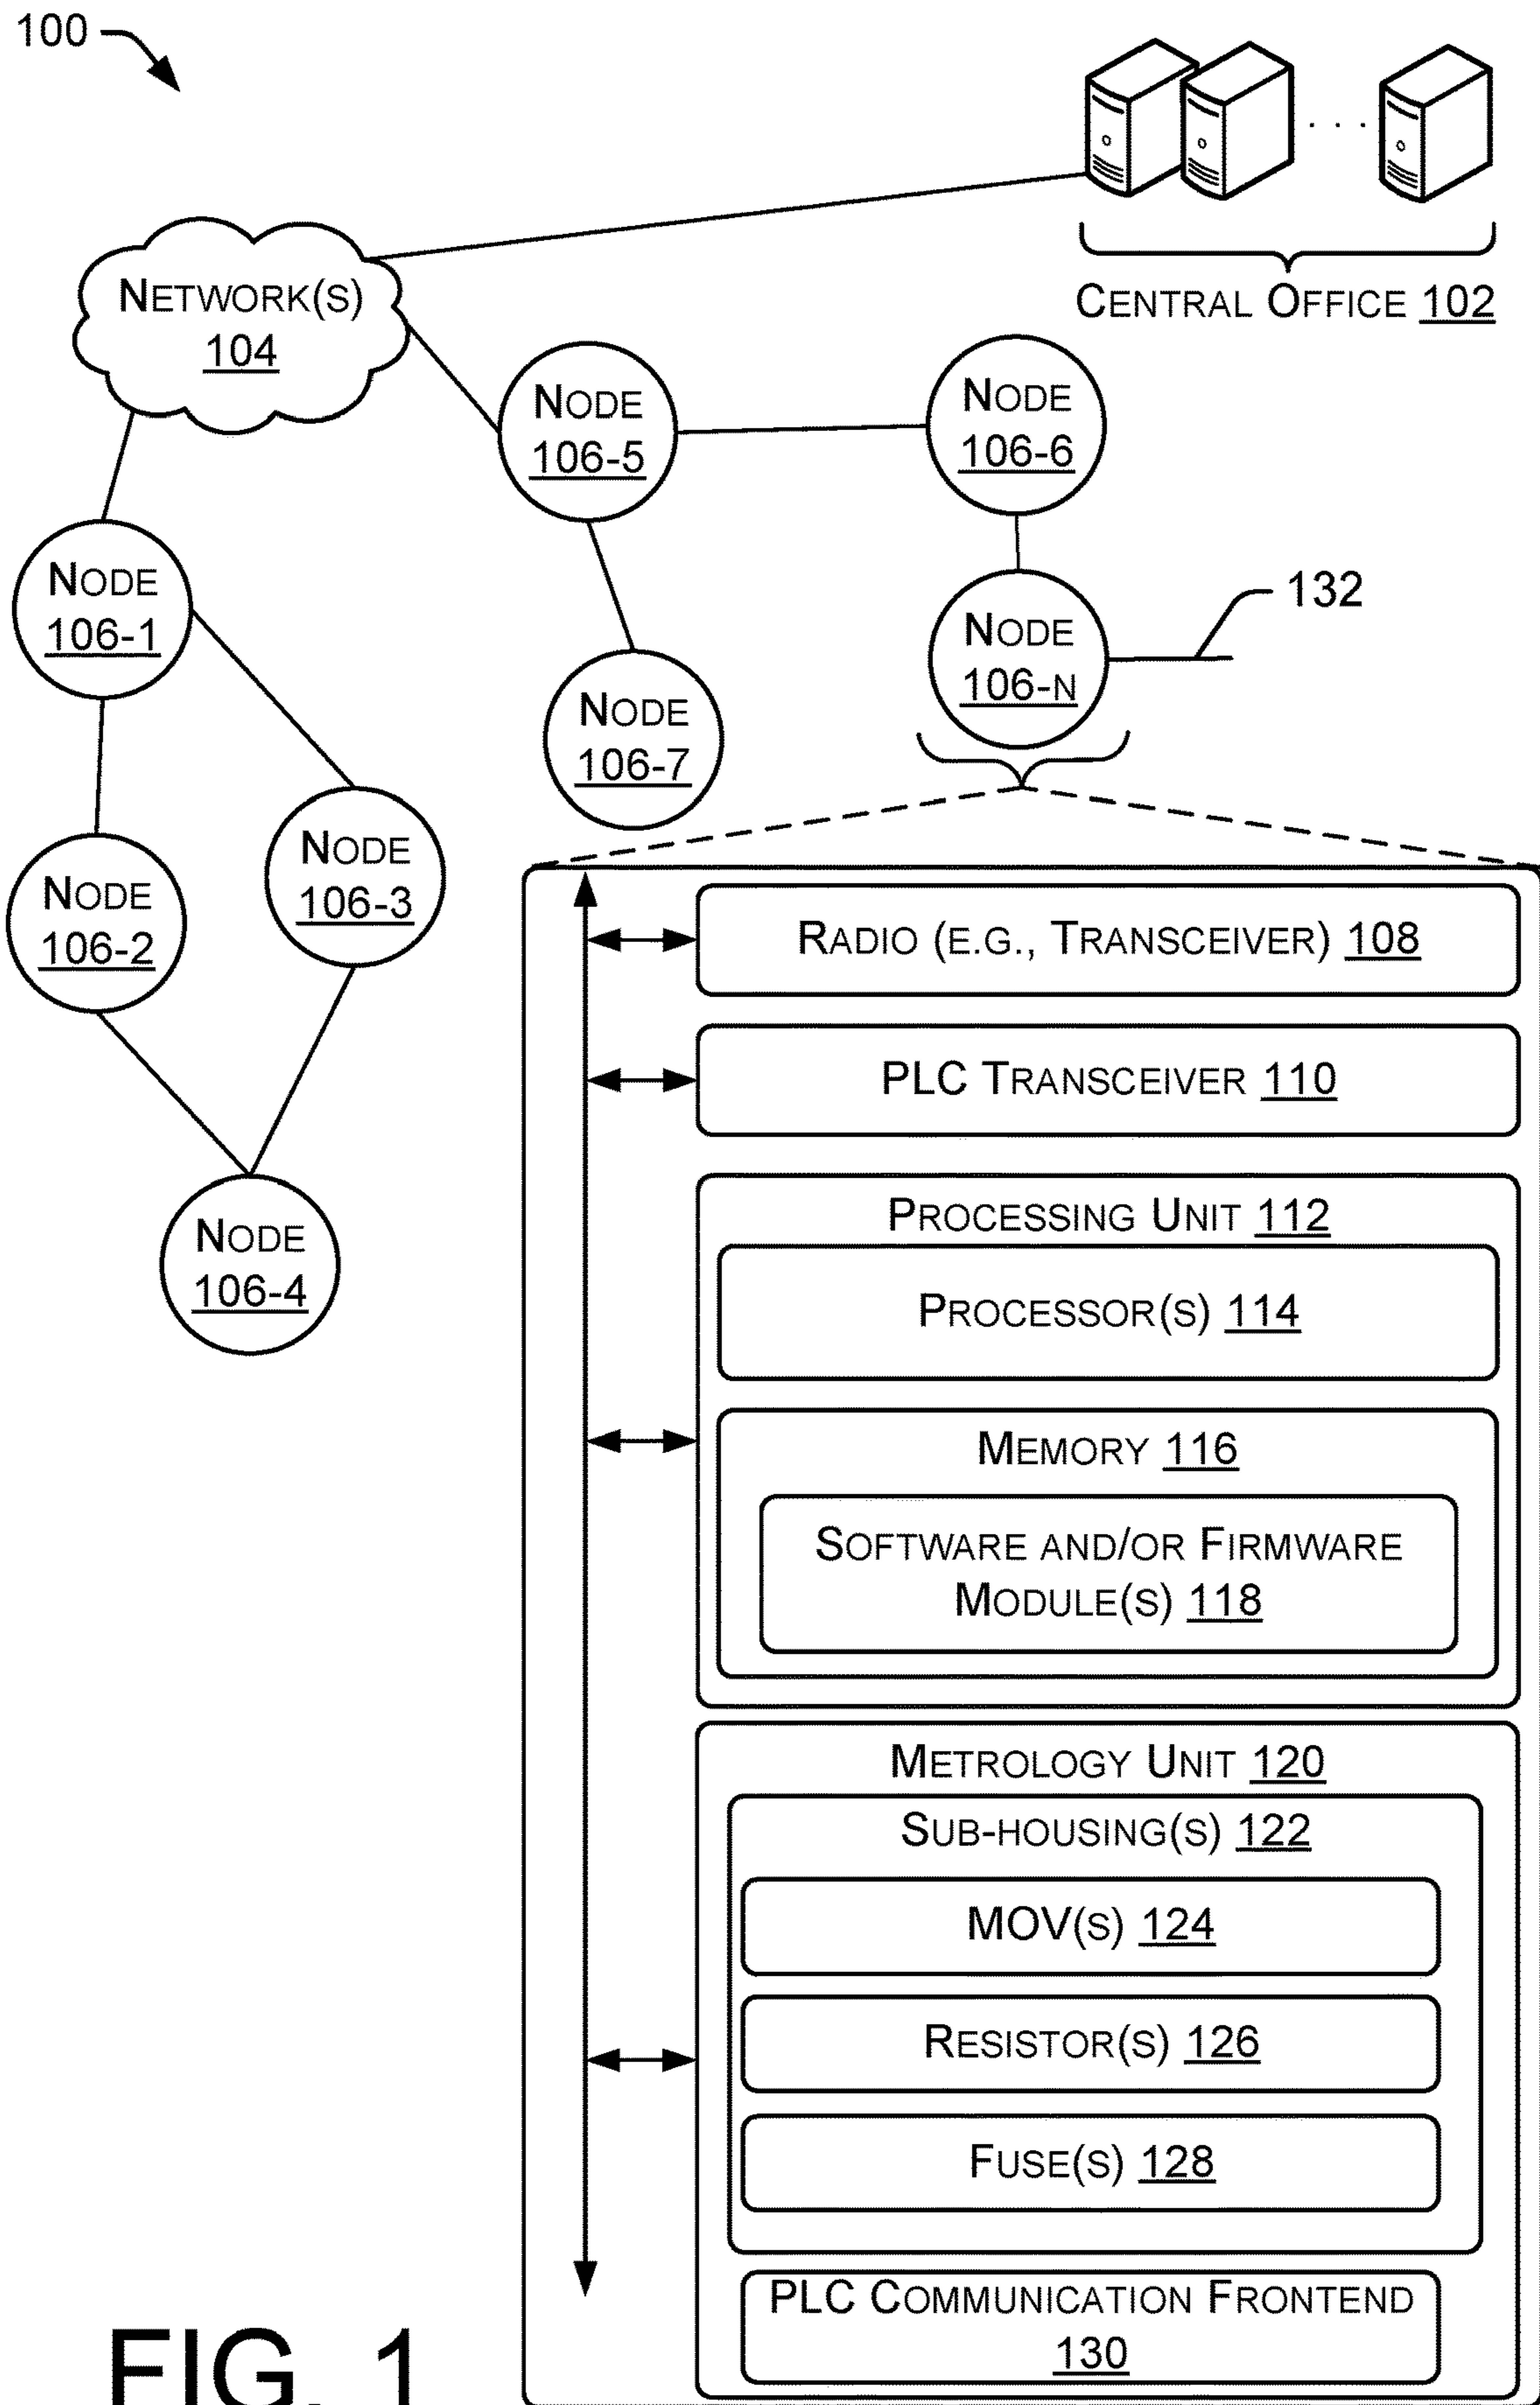 100
CENTRAL OFFICE 102
NETWORK(S)
104
NODE
106-5
NODE
106-6
NODE
106-1
132
NODE
106-N
NODE
106-7
NODE
106-3
NODE
106-2
NODE
106-4
RADIO (E.G., TRANSCEIVER) 108
PLC TRANSCEIVER 110
PROCESSING UNIT 112
PROCESSOR(S) 114
MEMORY 116
SOFTWARE AND/OR FIRMWARE
MODULE(S) 118
METROLOGY UNIT 120
SUB-HOUSING(S) 122
MOV(S) 124
RESISTOR(S) 126
FUSE(S) 128
PLC COMMUNICATION FRONTEND
130
FIG. 1